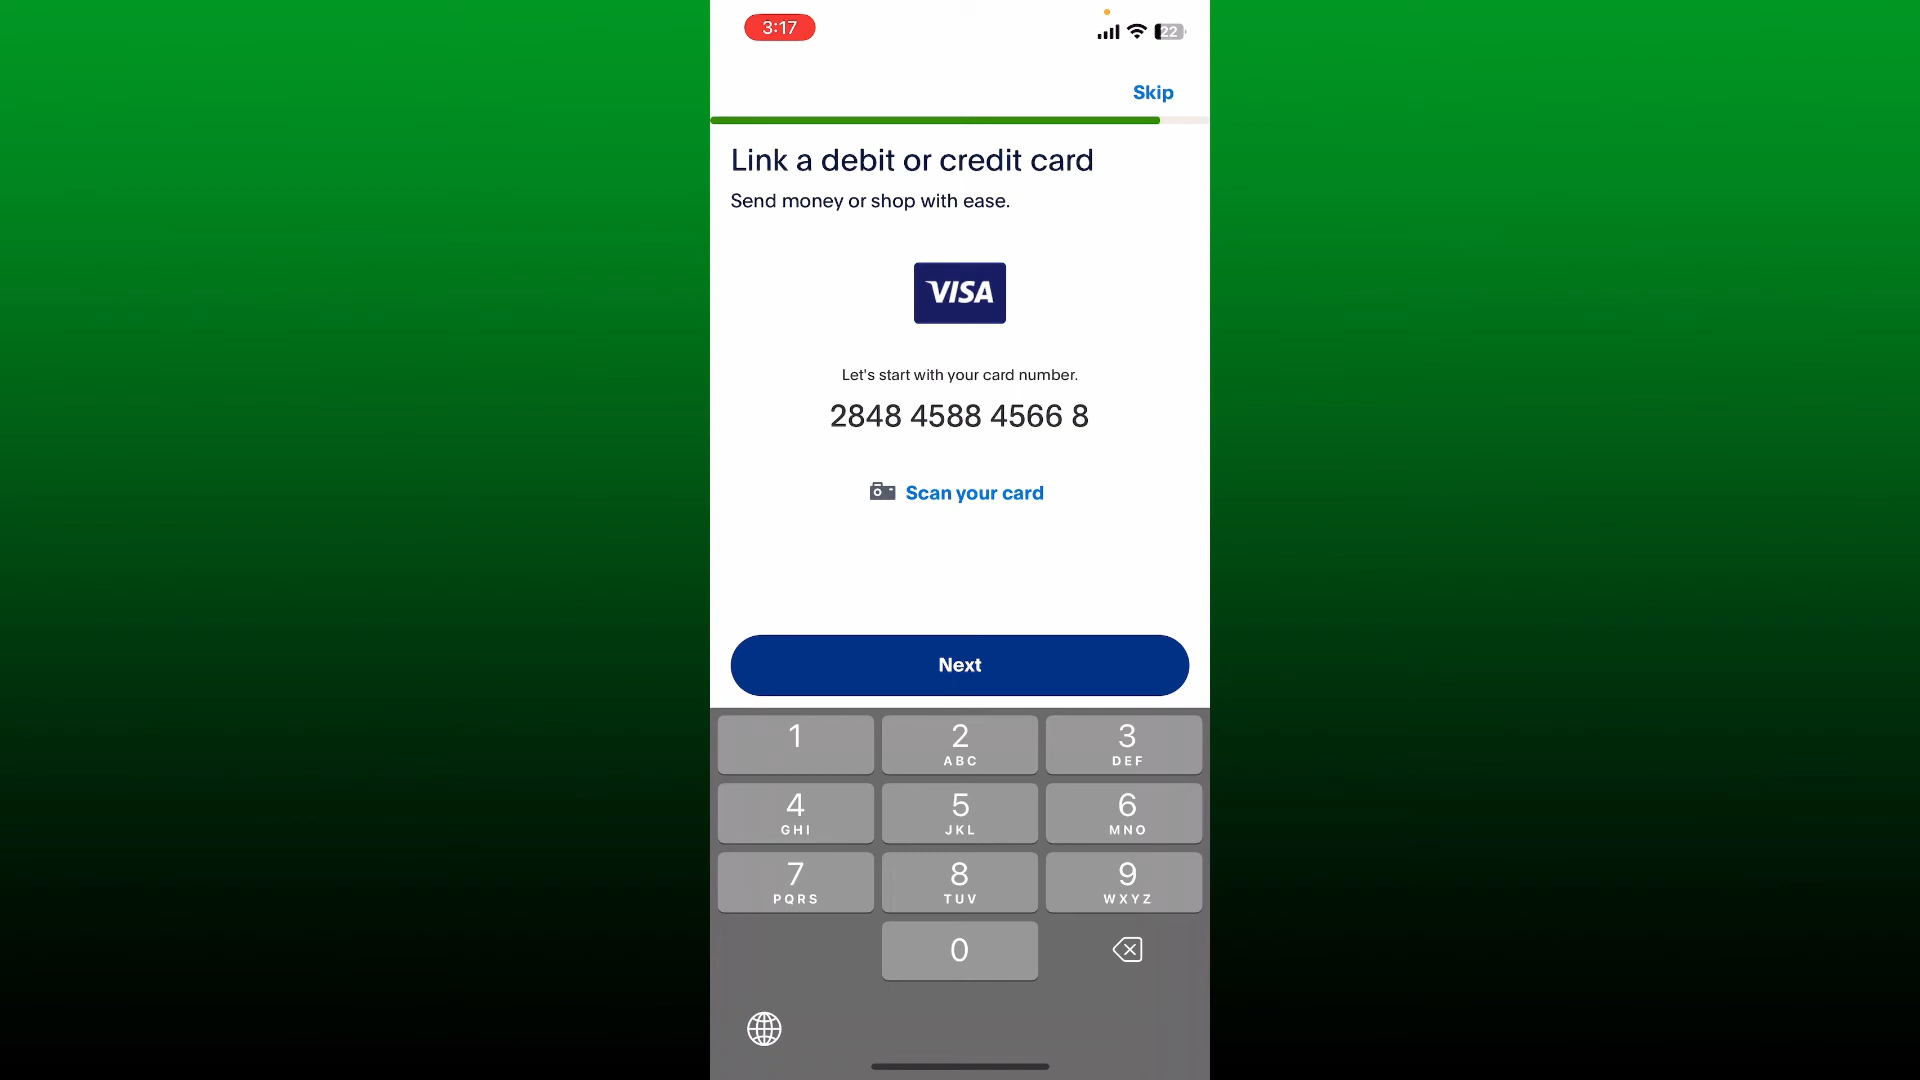 3:17
22
Skip
Link a debit or credit card
Send money or shop with ease.
VISA
Let's start with your card number.
2848 4588 4566 8
Scan your card
Next
1
2
ABC
3
DEF
4
GHI
5
JKL
6
MNO
7
PQRS
8
TUV
9
WXYZ
0